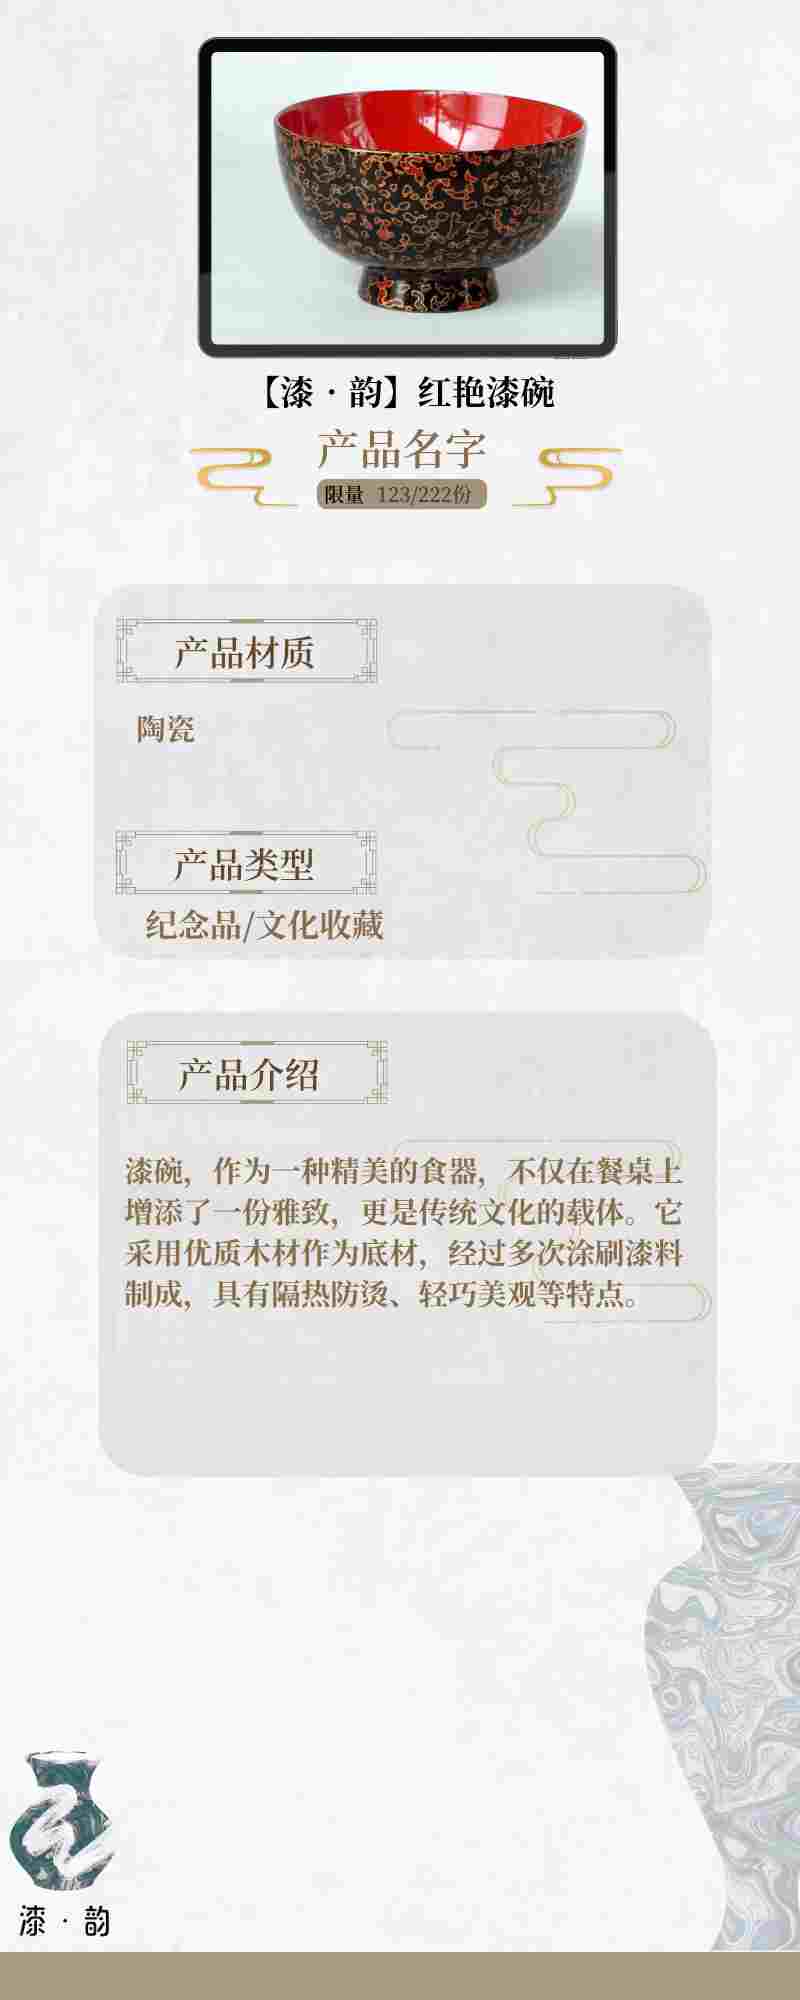 【漆·韵】红艳漆碗
产品名字
限量 123/222份
产品材质
陶瓷
产品类型
纪念品/文化收藏
产品介绍
漆碗，作为一种精美的食器，不仅在餐桌上
增添了一份雅致，更是传统文化的载体。它
采用优质木材作为底材，经过多次涂刷漆料
制成，具有隔热防烫、轻巧美观等特点。
漆·韵